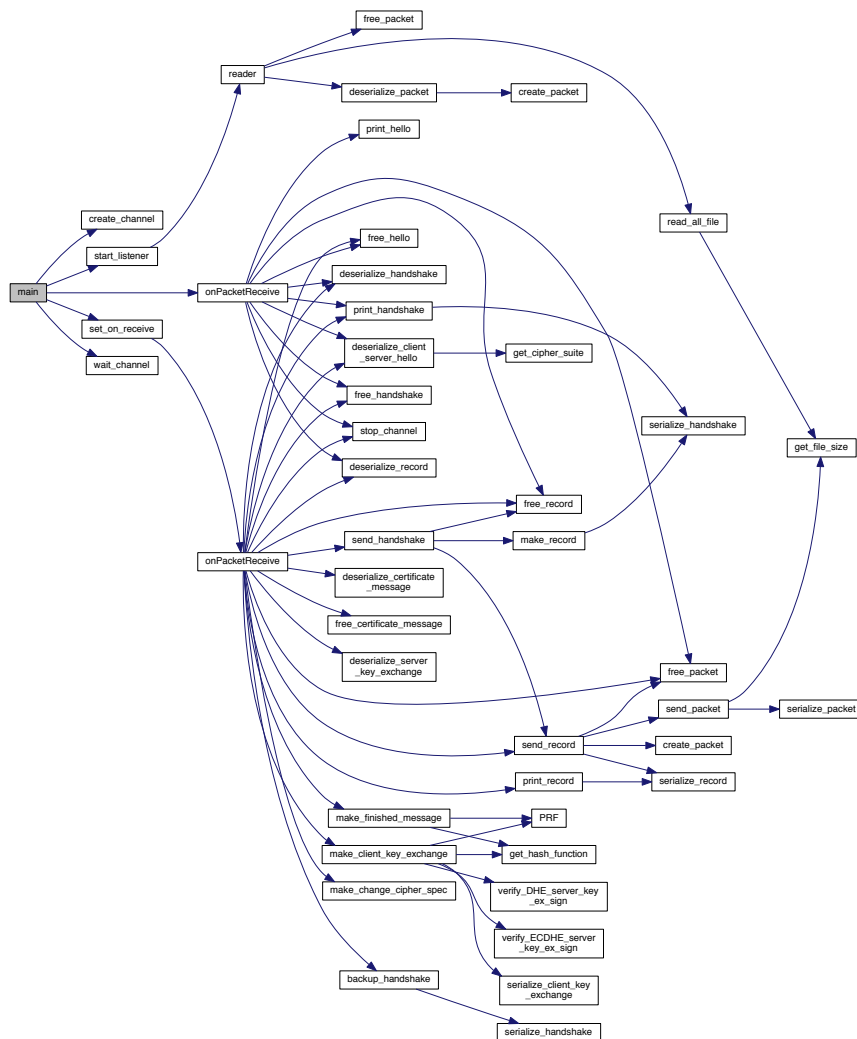 free_packet
reader
deserialize_packet
create_packet
print_hello
create_channel
read_all_file
free_hello
start_listener
deserialize_handshake
main
onPacketReceive
print_handshake
set_on_receive
deserialize_client
_server_hello
get_cipher_suite
wait_channel
free_handshake
serialize_handshake
stop_channel
get_file_size
deserialize_record
free_record
send_handshake
make_record
onPacketReceive
deserialize_certificate
_message
free_certificate_message
deserialize_server
_key_exchange
free_packet
send_packet
serialize_packet
send_record
create_packet
print_record
serialize_record
make_finished_message
PRF
make_client_key_exchange
get_hash_function
make_change_cipher_spec
verify_DHE_server_key
_ex_sign
verify_ECDHE_server
_key_ex_sign
backup_handshake
serialize_client_key
_exchange
serialize_handshake